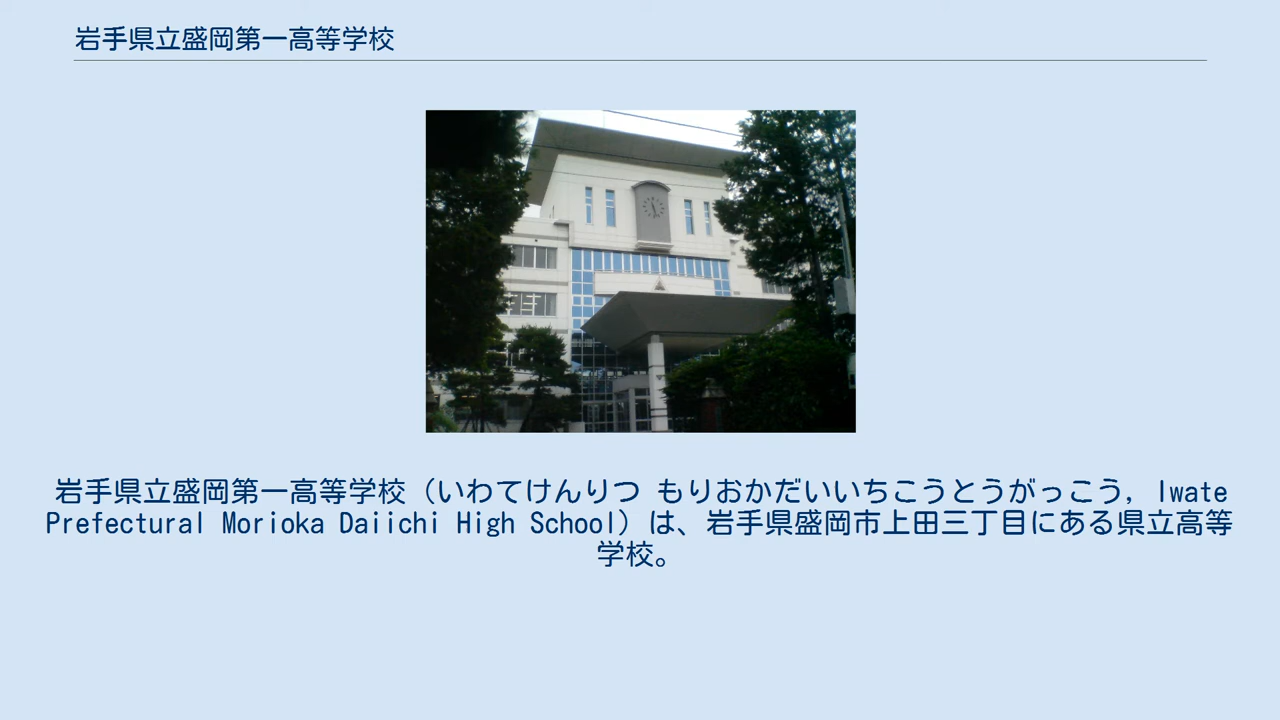 岩手県立盛岡第一高等学校
岩手県立盛岡第一高等学校（いわてけんりつ もりおかだいいちこうとうがっこう, Iwate
Prefectural Morioka Daiichi High School）は、岩手県盛岡市上田三丁目にある県立高等
学校。